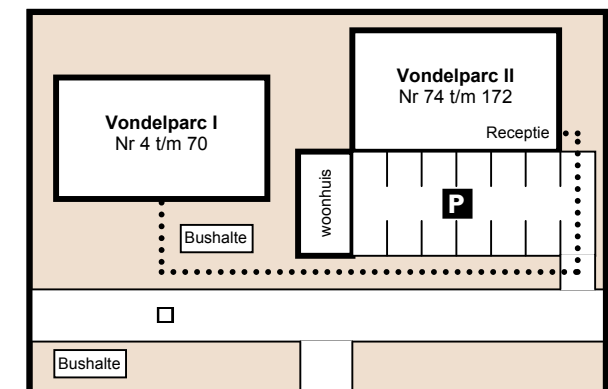 Vondelparc I
Nr 4 t/m 70
Vondelparc II
Nr 74 t/m 172
Receptie
woonhuis
P
Bushalte
Bushalte